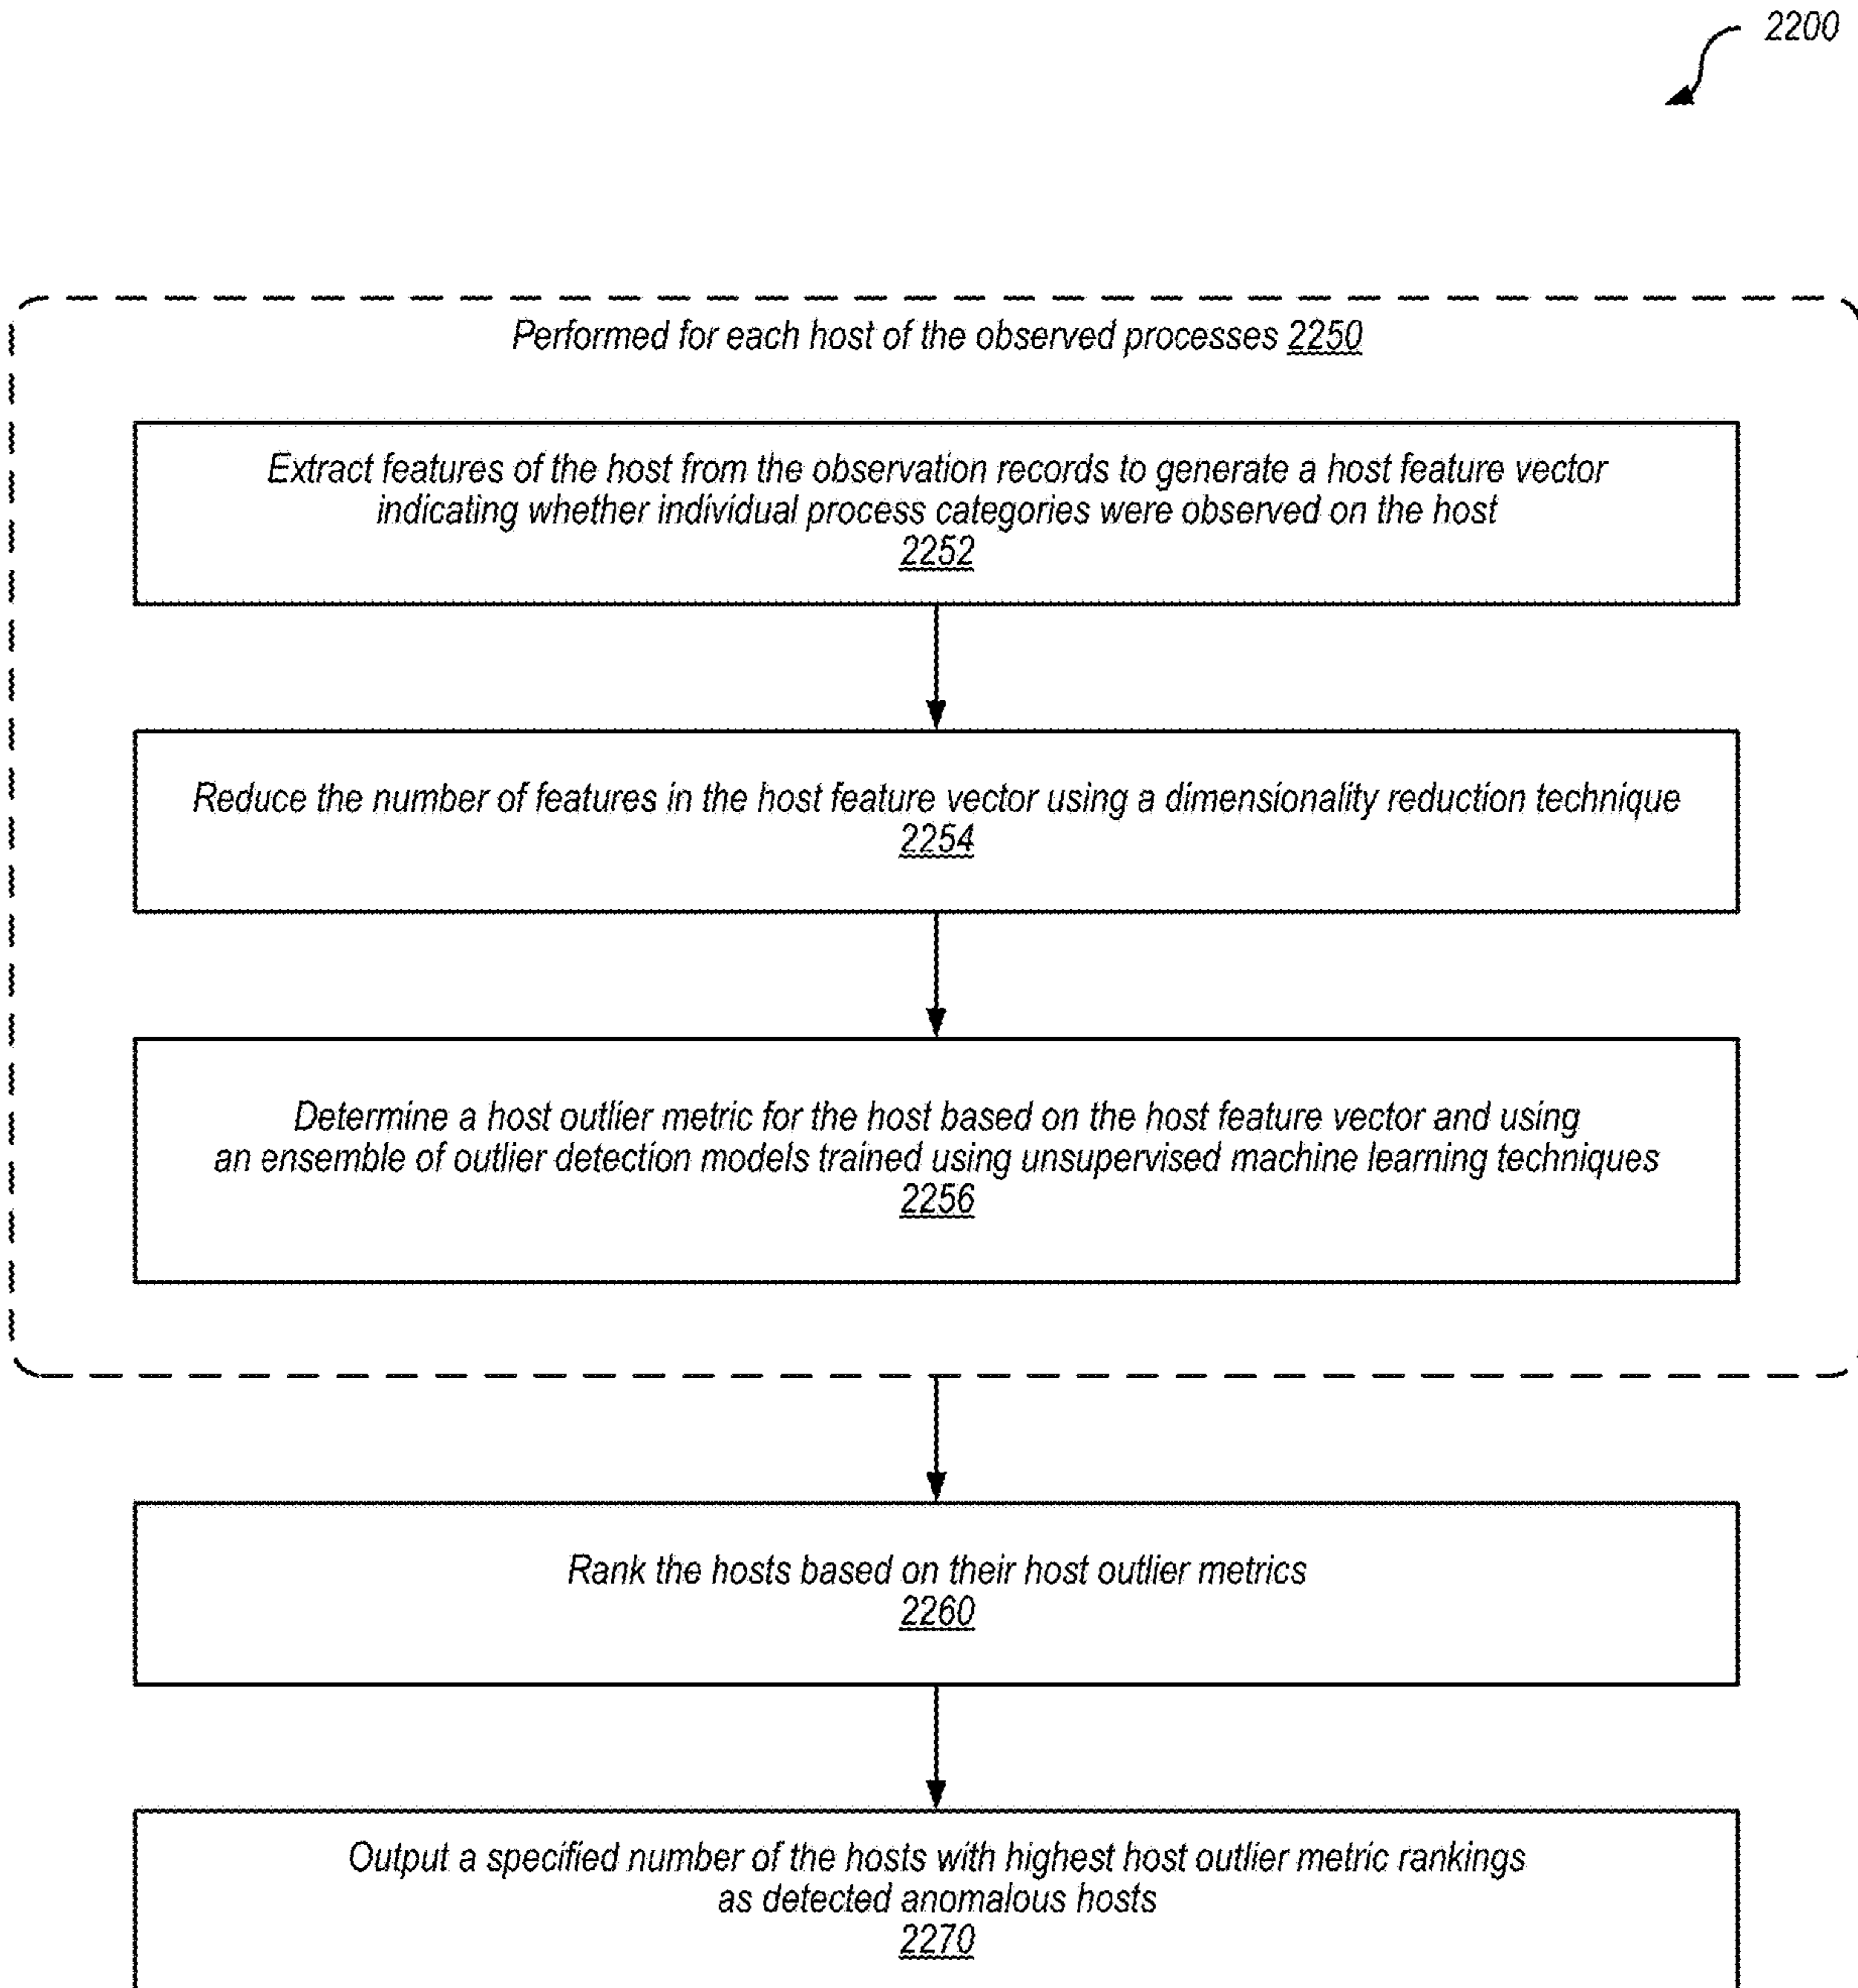 2200
Performed for each host of the observed processes 2250
Extract features of the host from the observation records to generate a host feature vector
indicating whether individual process categories were observed on the host
2252
Reduce the number of features in the host feature vector using a dimensionality reduction technique
2254
Determine a host outlier metric for the host based on the host feature vector and using
an ensemble of outlier detection models trained using unsupervised machine learning techniques
2256
Rank the hosts based on their host outlier metrics
2260
Output a specified number of the hosts with highest host outlier metric rankings
as detected anomalous hosts
2270